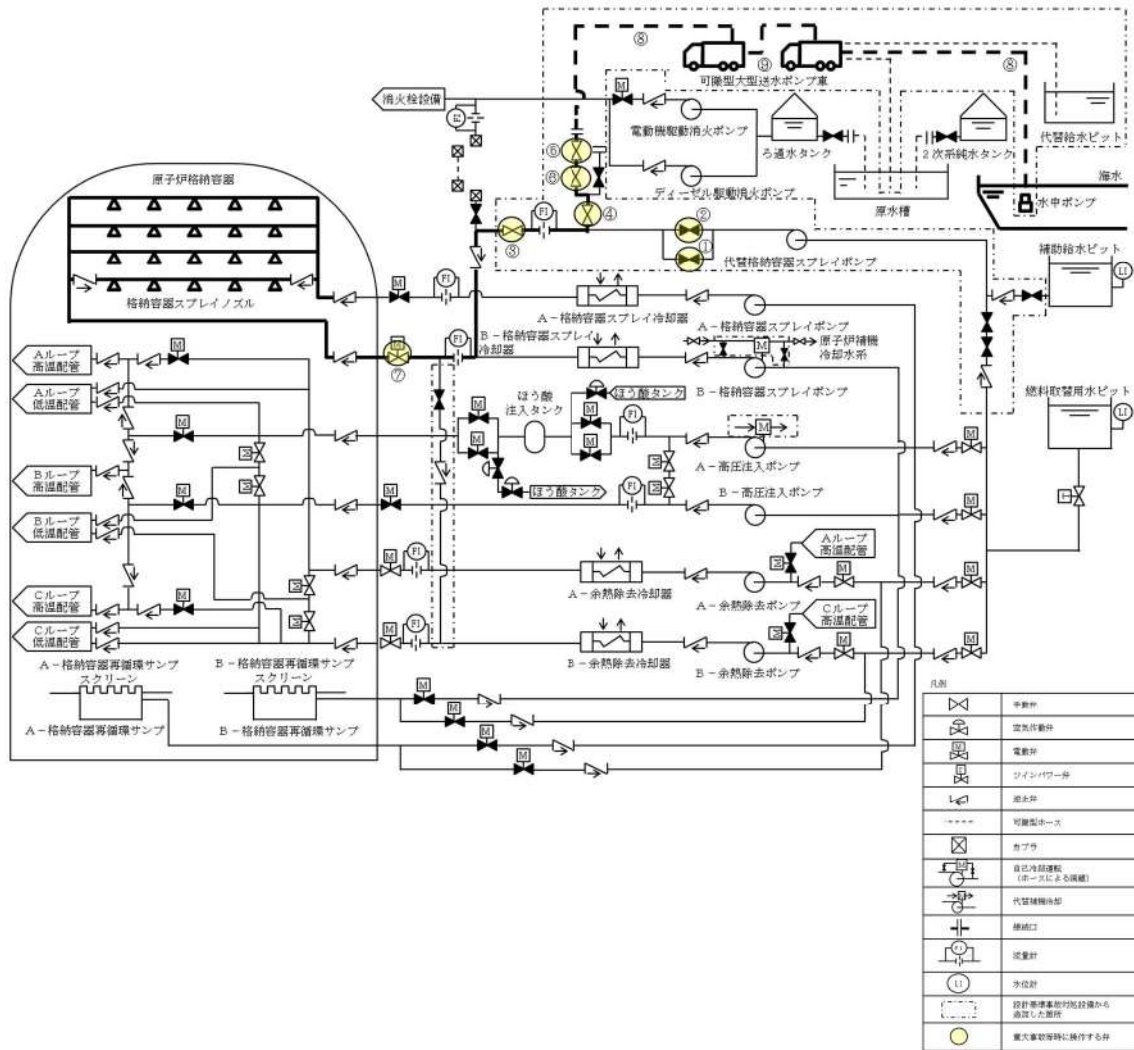 ⑧
⑨
⑧
可搬型大型送水ポンプ車
M
消火栓設備
電動機駆動消火ポンプ
ろ過水タンク
2次系純水タンク
代替給水ピット
⑥
⑧
ディーゼル駆動消火ポンプ
原水槽
海水
水中ポンプ
原子炉格納容器
④
②
③
FI
①
代替格納容器スプレイポンプ
補助給水ピット
LI
格納容器スプレイノズル
M
FI
A-格納容器スプレイ冷却器
A-格納容器スプレイポンプ
B-格納容器スプレイ
冷却器
原子炉補機
冷却水系
M
⑦
FI
M
B-格納容器スプレイポンプ
燃料取替用水ピット
LI
Aループ
高温配管
M
Aループ
低温配管
ほう酸
注入タンク
ほう酸タンク
M
M
FI
M
A-高圧注入ポンプ
M
M
M
M
Bループ
高温配管
M
M
M
ほう酸タンク
B-高圧注入ポンプ
Bループ
低温配管
M
M
FI
M
M
Aループ
高温配管
M
FI
M
M
M
A-余熱除去冷却器
A-余熱除去ポンプ
Cループ
高温配管
M
M
Cループ
高温配管
Cループ
低温配管
M
FI
M
M
M
B-余熱除去冷却器
B-余熱除去ポンプ
A-格納容器再循環サンプ
スクリーン
B-格納容器再循環サンプ
スクリーン
A-格納容器再循環サンプ
B-格納容器再循環サンプ
M
M
M
M
凡例
手動弁
空気作動弁
M
電動弁
ツインパワー弁
逆止弁
可搬型ホース
カプラ
M
自己冷却運転
(ホースによる接続)
代替補機冷却
接続口
FI
流量計
LI
水位計
設計基準事故対処設備から
追加した箇所
重大事故等時に操作する弁